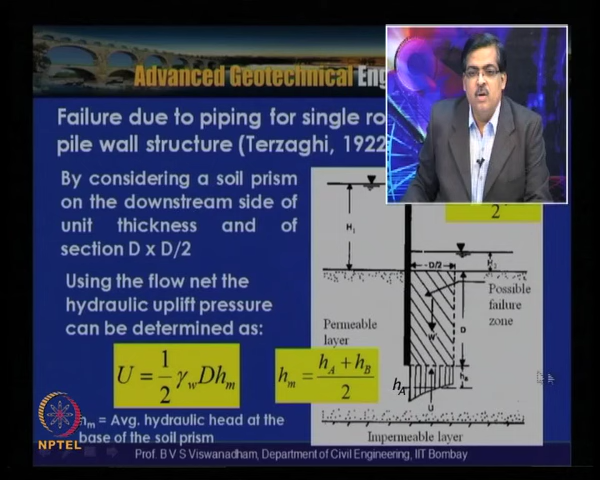 Advanced Geotechnical
Failure due to piping for single
pile wall structure (Terzaghi, 1922
By considering a soil prism
on the downstream side of
unit thickness and of
section D x D/2
Using the flow net the
hydraulic uplift pressure
can be determined as:
U = 1/2 γw D hm
hm = (hA + hB)/2
hm = Avg. hydraulic head at the
base of the soil prism
2
H1
H2
D/2
Possible
failure
zone
W
D
Permeable
layer
hA
U
Impermeable layer
NPTEL
Prof. B V S Viswanadham, Department of Civil Engineering, IIT Bombay